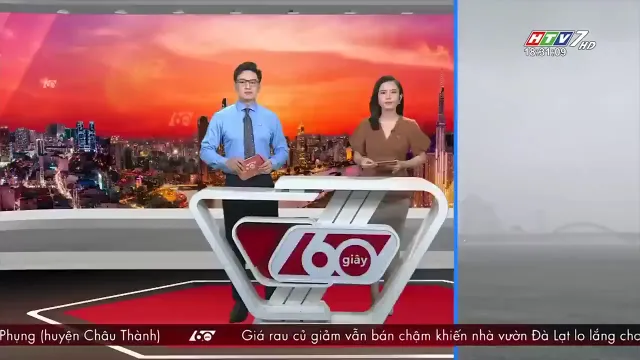 HTV7 HD
18:31:09
60 giây
Phụng (huyện Châu Thành) 60 Giá rau củ giảm vẫn bán chậm khiến nhà vườn Đà Lạt lo lắng